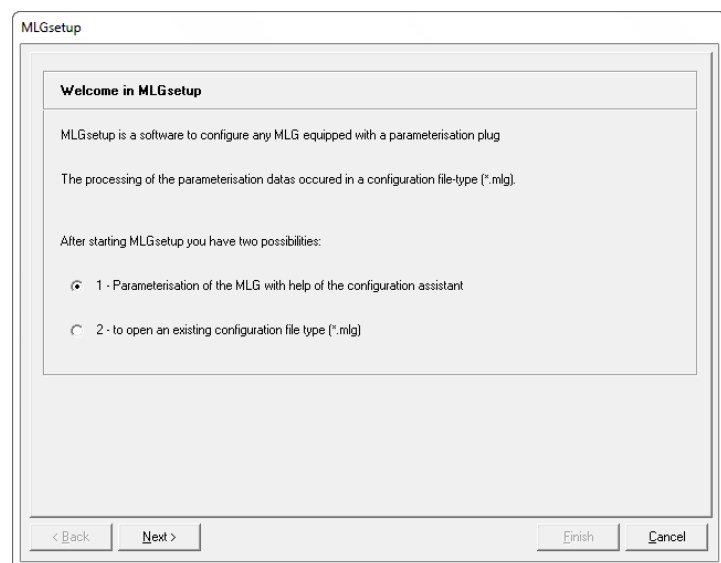 MLGsetup
Welcome in MLGsetup
MLGsetup is a software to configure any MLG equipped with a parameterisation plug
The processing of the parameterisation datas occured in a configuration file-type (*.mlg).
After starting MLGsetup you have two possibilities:
1 - Parameterisation of the MLG with help of the configuration assistant
2 - to open an existing configuration file type (*.mlg)
< Back Next > Finish Cancel